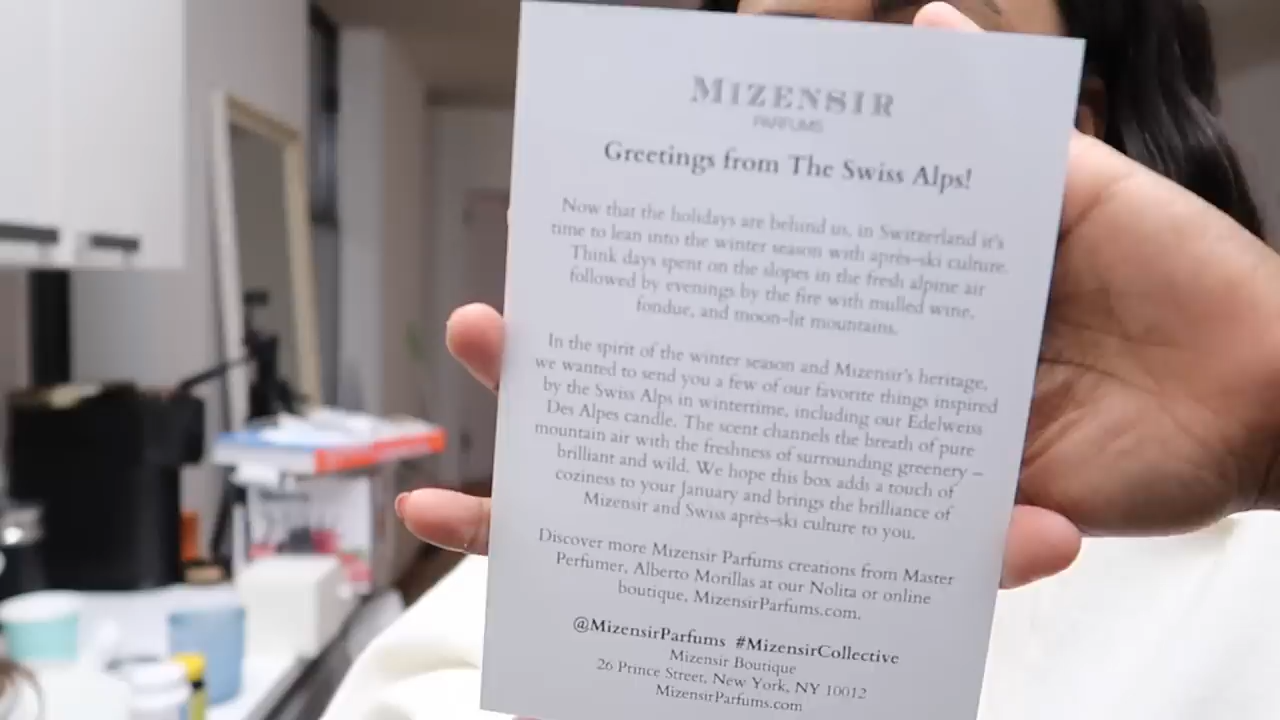 MIZENSIR
PARFUMS
Greetings from The Swiss Alps!
Now that the holidays are behind us, in Switzerland it's
time to lean into the winter season with après-ski culture.
Think days spent on the slopes in the fresh alpine air
followed by evenings by the fire with mulled wine,
fondue, and moon-lit mountains.
In the spirit of the winter season and Mizensir's heritage,
we wanted to send you a few of our favorite things inspired
by the Swiss Alps in wintertime, including our Edelweiss
Des Alpes candle. The scent channels the breath of pure
mountain air with the freshness of surrounding greenery –
brilliant and wild. We hope this box adds a touch of
coziness to your January and brings the brilliance of
Mizensir and Swiss après-ski culture to you.
Discover more Mizensir Parfums creations from Master
Perfumer, Alberto Morillas at our Nolita or online
boutique, MizensirParfums.com.
@MizensirParfums #MizensirCollective
Mizensir Boutique
26 Prince Street, New York, NY 10012
MizensirParfums.com